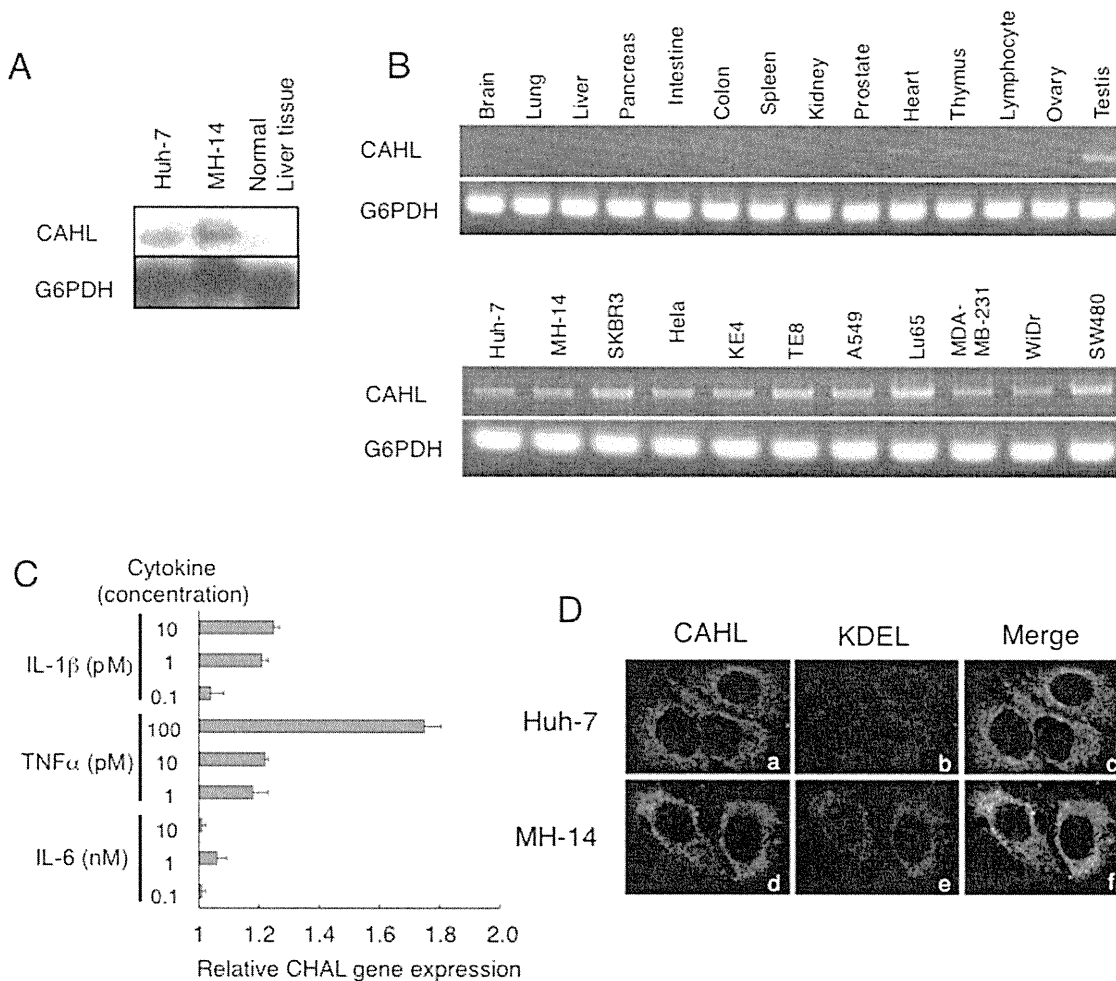 A
Huh-7
MH-14
Normal
Liver tissue
CAHL
G6PDH
B
Brain
Lung
Liver
Pancreas
Intestine
Colon
Spleen
Kidney
Prostate
Heart
Thymus
Lymphocyte
Ovary
Testis
CAHL
G6PDH
Huh-7
MH-14
SKBR3
Hela
KE4
TE8
A549
Lu65
MDA-
MB-231
WiDr
SW480
CAHL
G6PDH
C
Cytokine
(concentration)
IL-1β (pM)
10
1
0.1
TNFα (pM)
100
10
1
IL-6 (nM)
10
1
0.1
1 1.2 1.4 1.6 1.8 2.0
Relative CHAL gene expression
D
CAHL KDEL Merge
Huh-7
a b c
MH-14
d e f